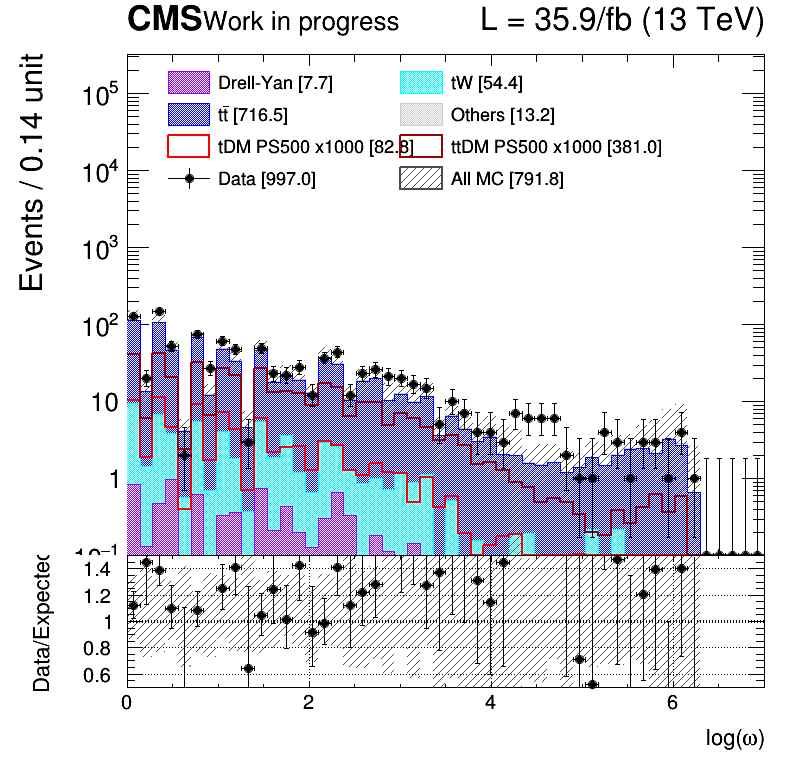 CMS Work in progress L = 35.9/fb (13 TeV)
Events / 0.14 unit
10⁵
10⁴
10³
10²
10
1
10⁻¹
Drell-Yan [7.7] tW [54.4]
tt̄ [716.5] Others [13.2]
tDM PS500 x1000 [82.8] ttDM PS500 x1000 [381.0]
Data [997.0] All MC [791.8]
Data/Expected
1.4
1.2
1
0.8
0.6
0 2 4 6
log(ω)